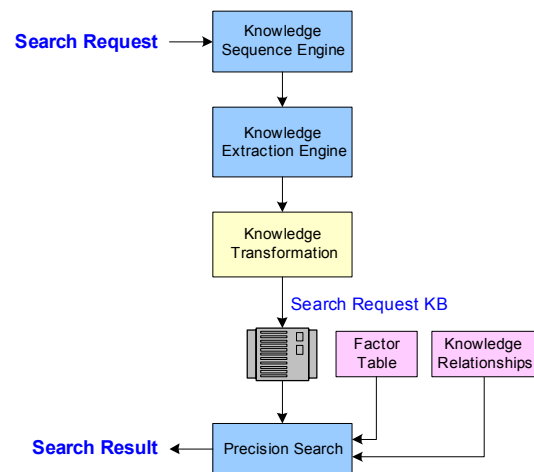 Search Request
Knowledge
Sequence Engine
Knowledge
Extraction Engine
Knowledge
Transformation
Search Request KB
Factor
Table
Knowledge
Relationships
Search Result
Precision Search